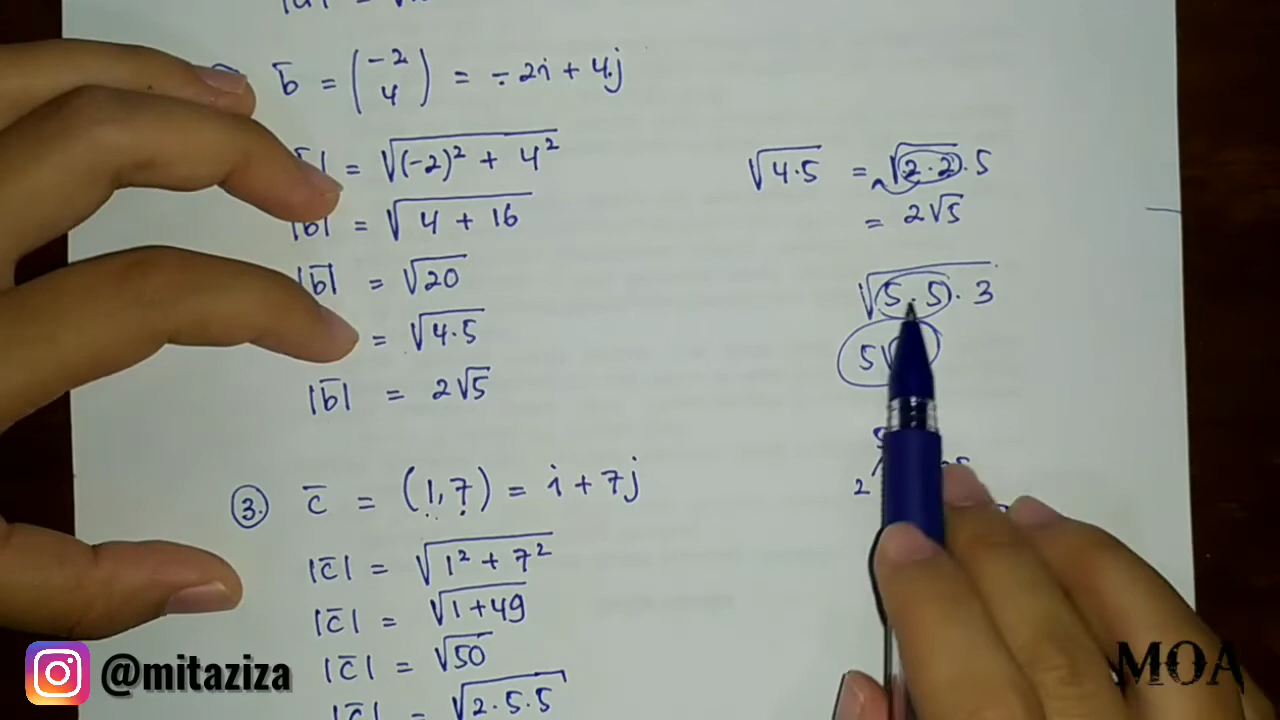 b̄ = (-2 4) = -2i + 4j
= √(-2)² + 4²
|b̄| = √4 + 16
|b̄| = √20
= √4·5
|b̄| = 2√5
③. c̄ = (1,7) = i + 7j
|c̄| = √1² + 7²
|c̄| = √1+49
|c̄| = √50
|c̄| = √2·5·5
√4·5 = √2·2·5
= 2√5
√5·5·3
5√
2
@mitaziza
MOA